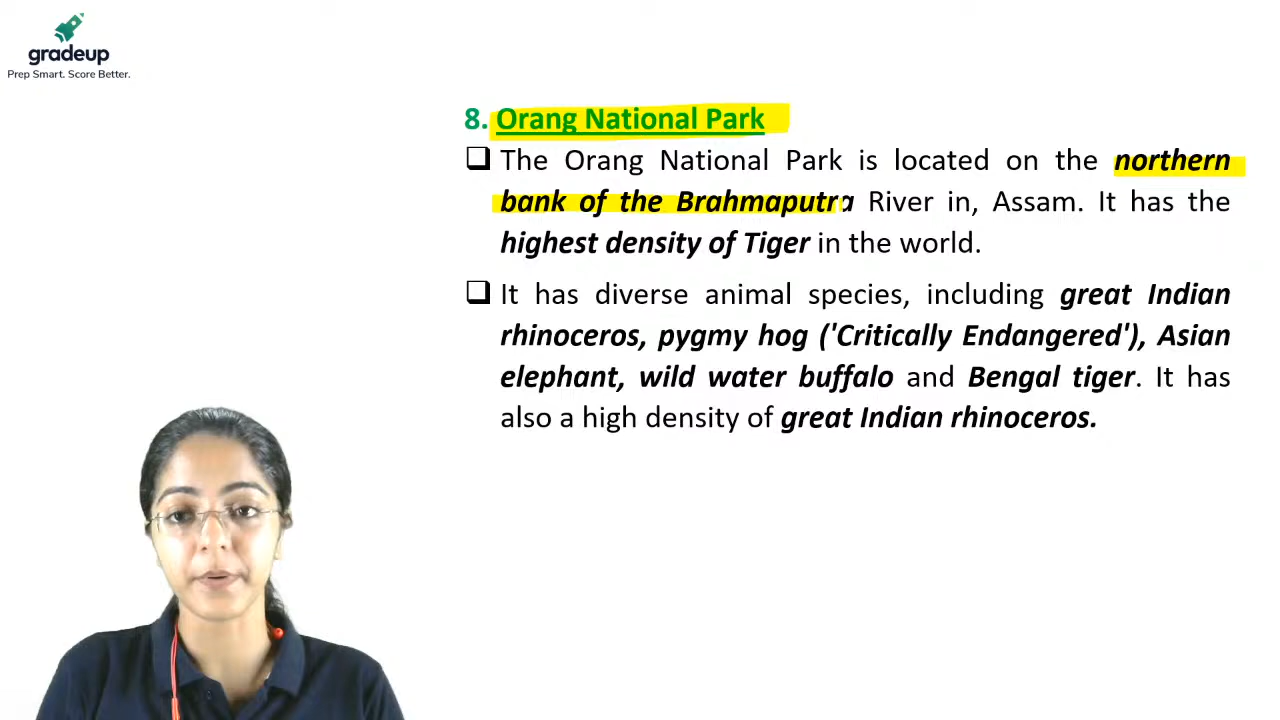 gradeup
Prep Smart. Score Better.
8. Orang National Park
❑ The Orang National Park is located on the northern
bank of the Brahmaputra River in, Assam. It has the
highest density of Tiger in the world.
❑ It has diverse animal species, including great Indian
rhinoceros, pygmy hog ('Critically Endangered'), Asian
elephant, wild water buffalo and Bengal tiger. It has
also a high density of great Indian rhinoceros.